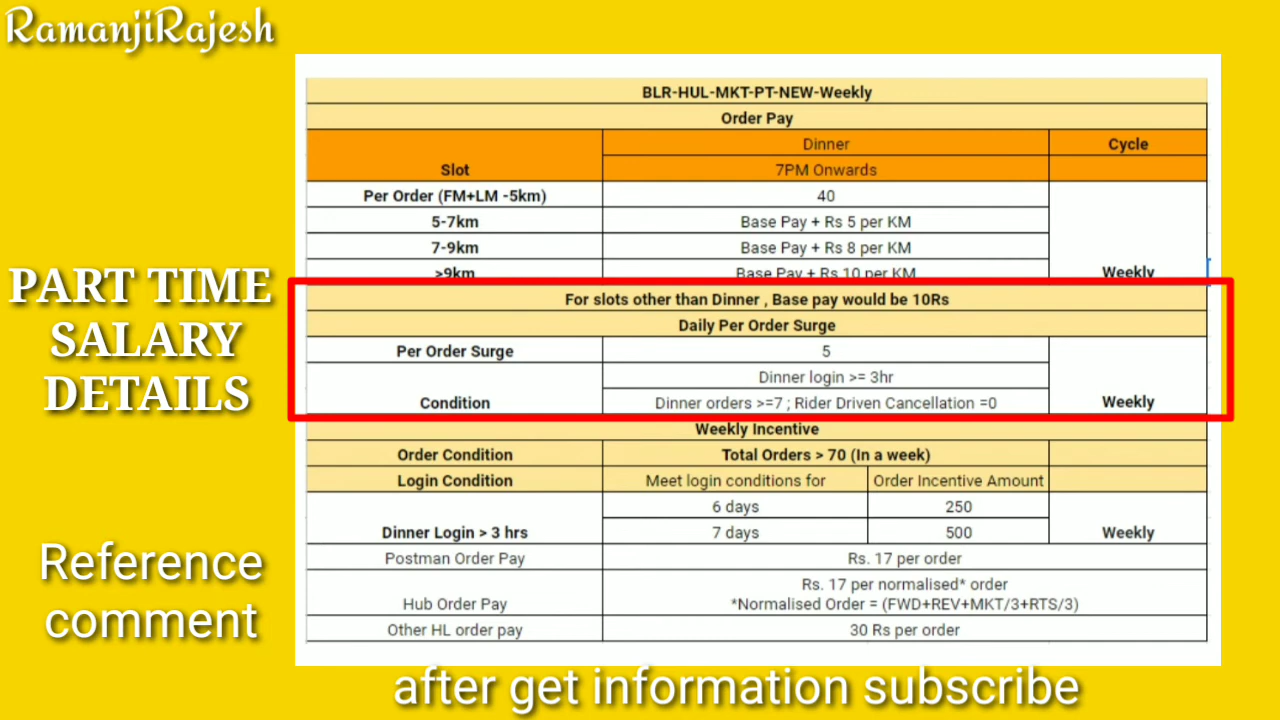 RamanjiRajesh
BLR-HUL-MKT-PT-NEW-Weekly
Order Pay
Slot Dinner Cycle
7PM Onwards
Per Order (FM+LM -5km) 40
5-7km Base Pay + Rs 5 per KM
7-9km Base Pay + Rs 8 per KM
>9km Base Pay + Rs 10 per KM Weekly
For slots other than Dinner , Base pay would be 10Rs
Daily Per Order Surge
Per Order Surge 5
Dinner login >= 3hr
Condition Dinner orders >=7 ; Rider Driven Cancellation =0 Weekly
Weekly Incentive
Order Condition Total Orders > 70 (In a week)
Login Condition Meet login conditions for Order Incentive Amount
6 days 250
Dinner Login > 3 hrs 7 days 500 Weekly
Postman Order Pay Rs. 17 per order
Hub Order Pay Rs. 17 per normalised* order
*Normalised Order = (FWD+REV+MKT/3+RTS/3)
Other HL order pay 30 Rs per order
PART TIME
SALARY
DETAILS
Reference
comment
after get information subscribe